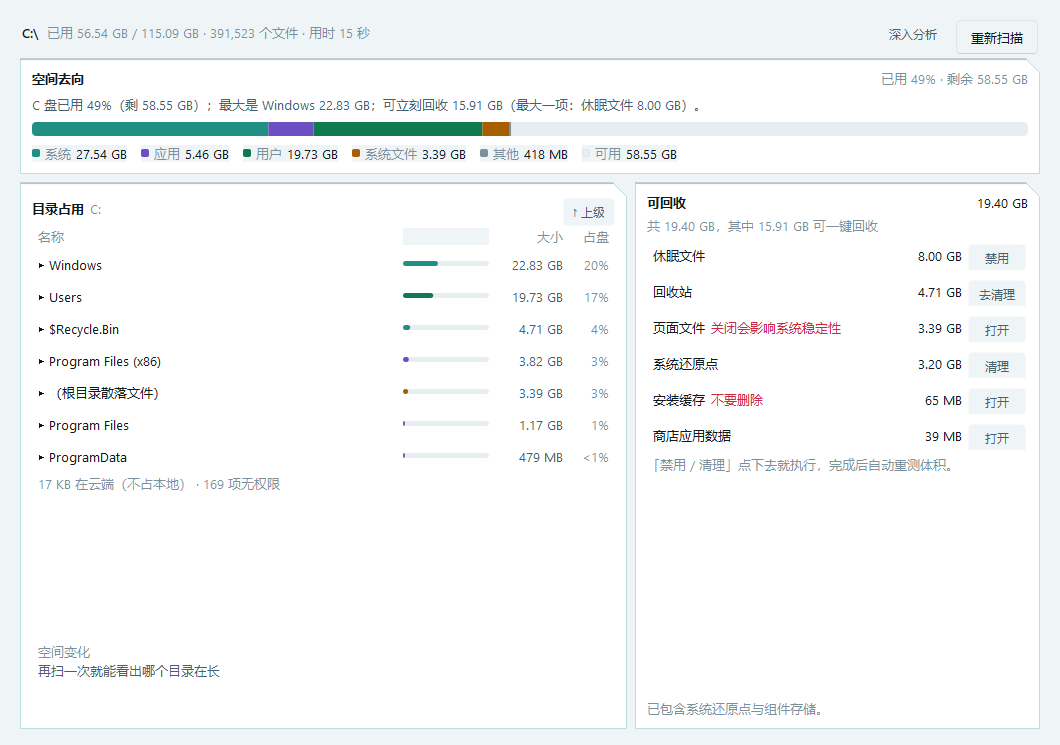 C:\ 已用 56.54 GB / 115.09 GB · 391,523 个文件 · 用时 15 秒
深入分析
重新扫描
空间去向
已用 49% · 剩余 58.55 GB
C 盘已用 49%（剩 58.55 GB）；最大是 Windows 22.83 GB；可立刻回收 15.91 GB（最大一项：休眠文件 8.00 GB）。
系统 27.54 GB 应用 5.46 GB 用户 19.73 GB 系统文件 3.39 GB 其他 418 MB 可用 58.55 GB
目录占用 C:
↑ 上级
名称 大小 占盘
▸ Windows 22.83 GB 20%
▸ Users 19.73 GB 17%
▸ $Recycle.Bin 4.71 GB 4%
▸ Program Files (x86) 3.82 GB 3%
▸ （根目录散落文件） 3.39 GB 3%
▸ Program Files 1.17 GB 1%
▸ ProgramData 479 MB <1%
17 KB 在云端（不占本地） · 169 项无权限
空间变化
再扫一次就能看出哪个目录在长
可回收 19.40 GB
共 19.40 GB，其中 15.91 GB 可一键回收
休眠文件 8.00 GB 禁用
回收站 4.71 GB 去清理
页面文件 关闭会影响系统稳定性 3.39 GB 打开
系统还原点 3.20 GB 清理
安装缓存 不要删除 65 MB 打开
商店应用数据 39 MB 打开
「禁用 / 清理」点下去就执行，完成后自动重测体积。
已包含系统还原点与组件存储。